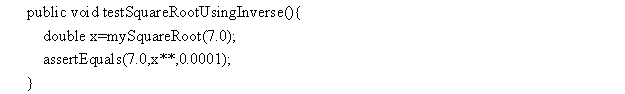 public void testSquareRootUsingInverse(){
double x=mySquareRoot(7.0);
assertEquals(7.0,x**,0.0001);
}